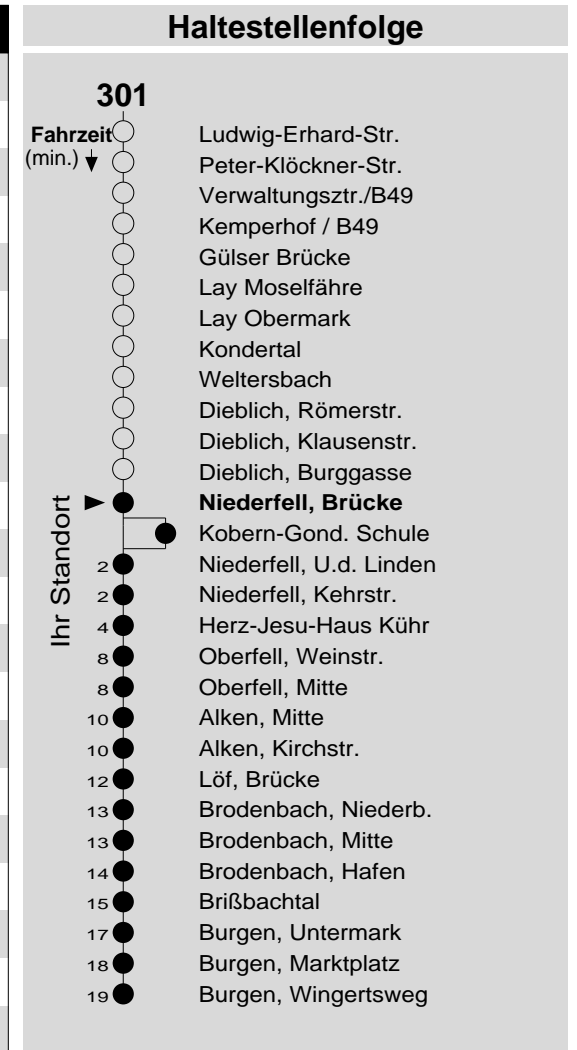 Haltestellenfolge
301
Fahrzeit
(min.)
Ludwig-Erhard-Str.
Peter-Klöckner-Str.
Verwaltungsztr./B49
Kemperhof / B49
Gülser Brücke
Lay Moselfähre
Lay Obermark
Kondertal
Weltersbach
Dieblich, Römerstr.
Dieblich, Klausenstr.
Dieblich, Burggasse
Ihr Standort
Niederfell, Brücke
Kobern-Gond. Schule
2 Niederfell, U.d. Linden
2 Niederfell, Kehrstr.
4 Herz-Jesu-Haus Kühr
8 Oberfell, Weinstr.
8 Oberfell, Mitte
10 Alken, Mitte
10 Alken, Kirchstr.
12 Löf, Brücke
13 Brodenbach, Niederb.
13 Brodenbach, Mitte
14 Brodenbach, Hafen
15 Brißbachtal
17 Burgen, Untermark
18 Burgen, Marktplatz
19 Burgen, Wingertsweg